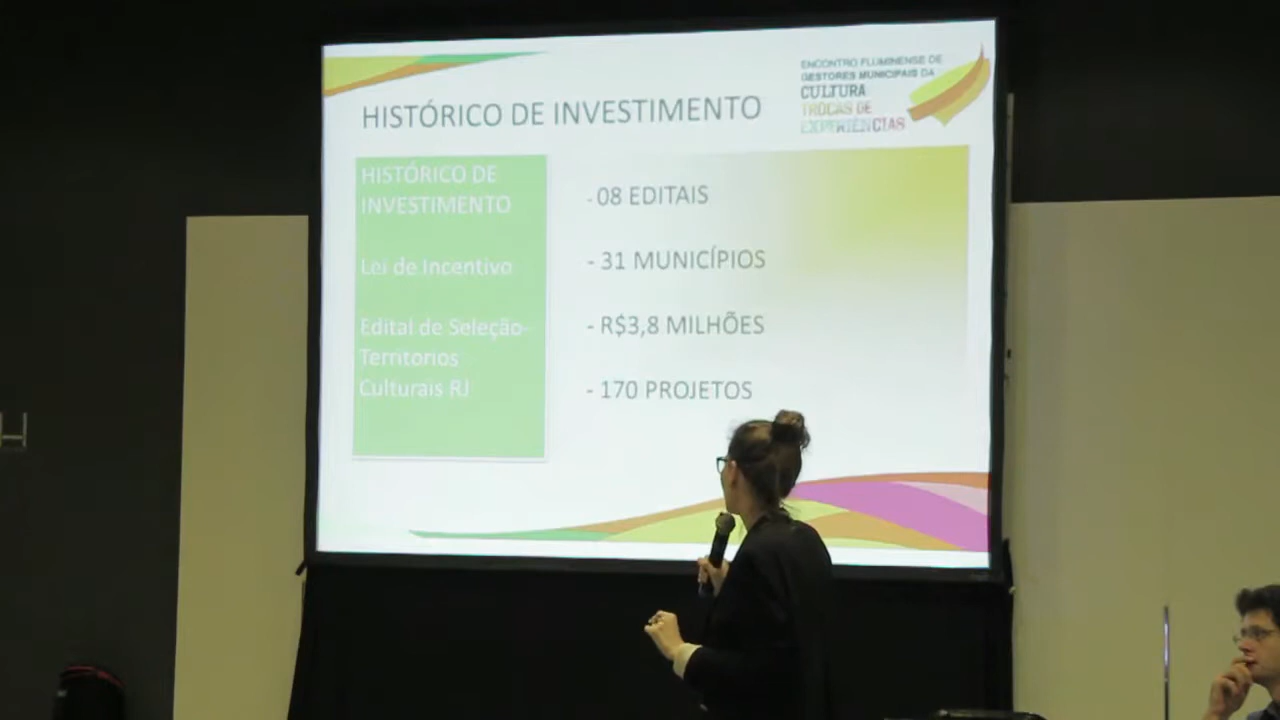 ENCONTRO FLUMINENSE DE
GESTORES MUNICIPAIS DA
CULTURA
TROCAS DE
EXPERIÊNCIAS
HISTÓRICO DE INVESTIMENTO
HISTÓRICO DE
INVESTIMENTO
Lei de Incentivo
Edital de Seleção-
Territorios
Culturais RJ
- 08 EDITAIS
- 31 MUNICÍPIOS
- R$3,8 MILHÕES
- 170 PROJETOS